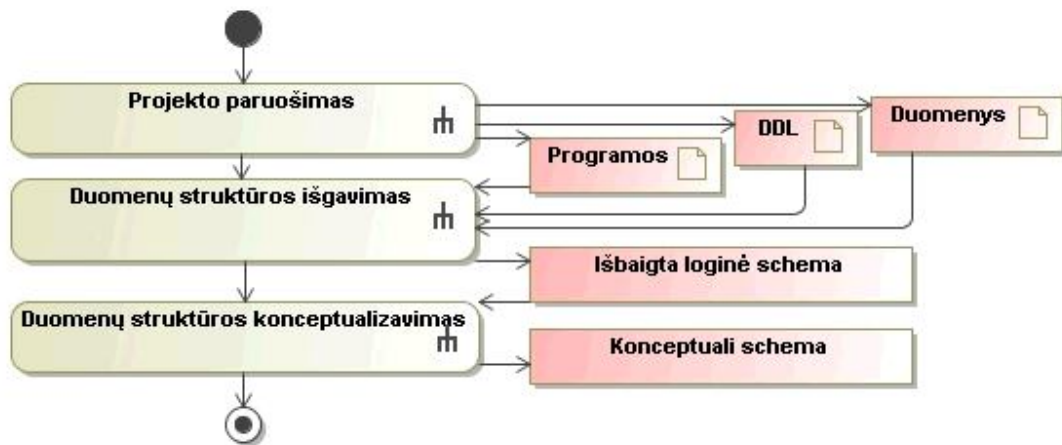 Projekto paruošimas
Duomenys
DDL
Programos
Duomenų struktūros išgavimas
Išbaigta loginė schema
Duomenų struktūros konceptualizavimas
Konceptuali schema